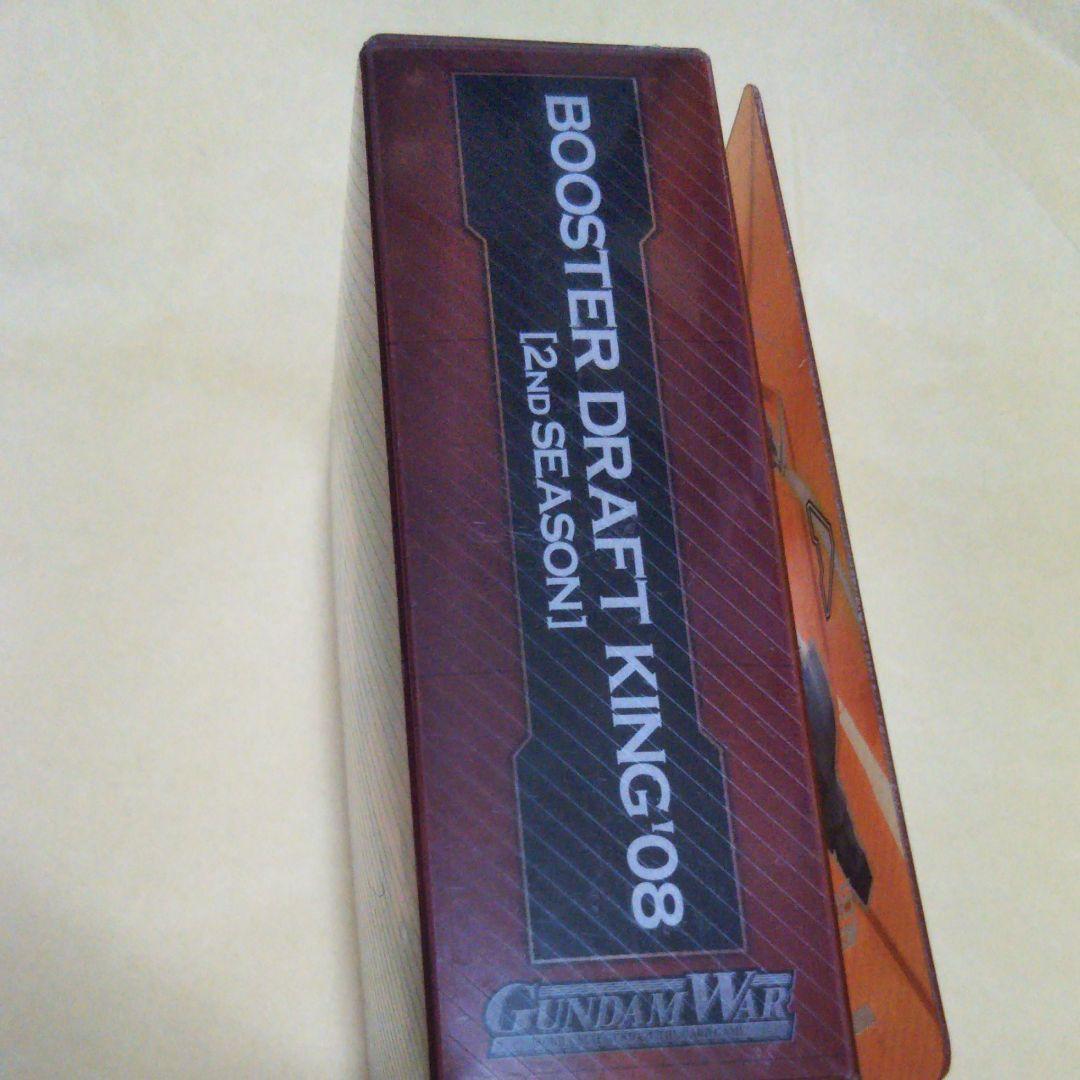 BOOSTER DRAFT KING'08
[2ND SEASON]
GUNDAM WAR